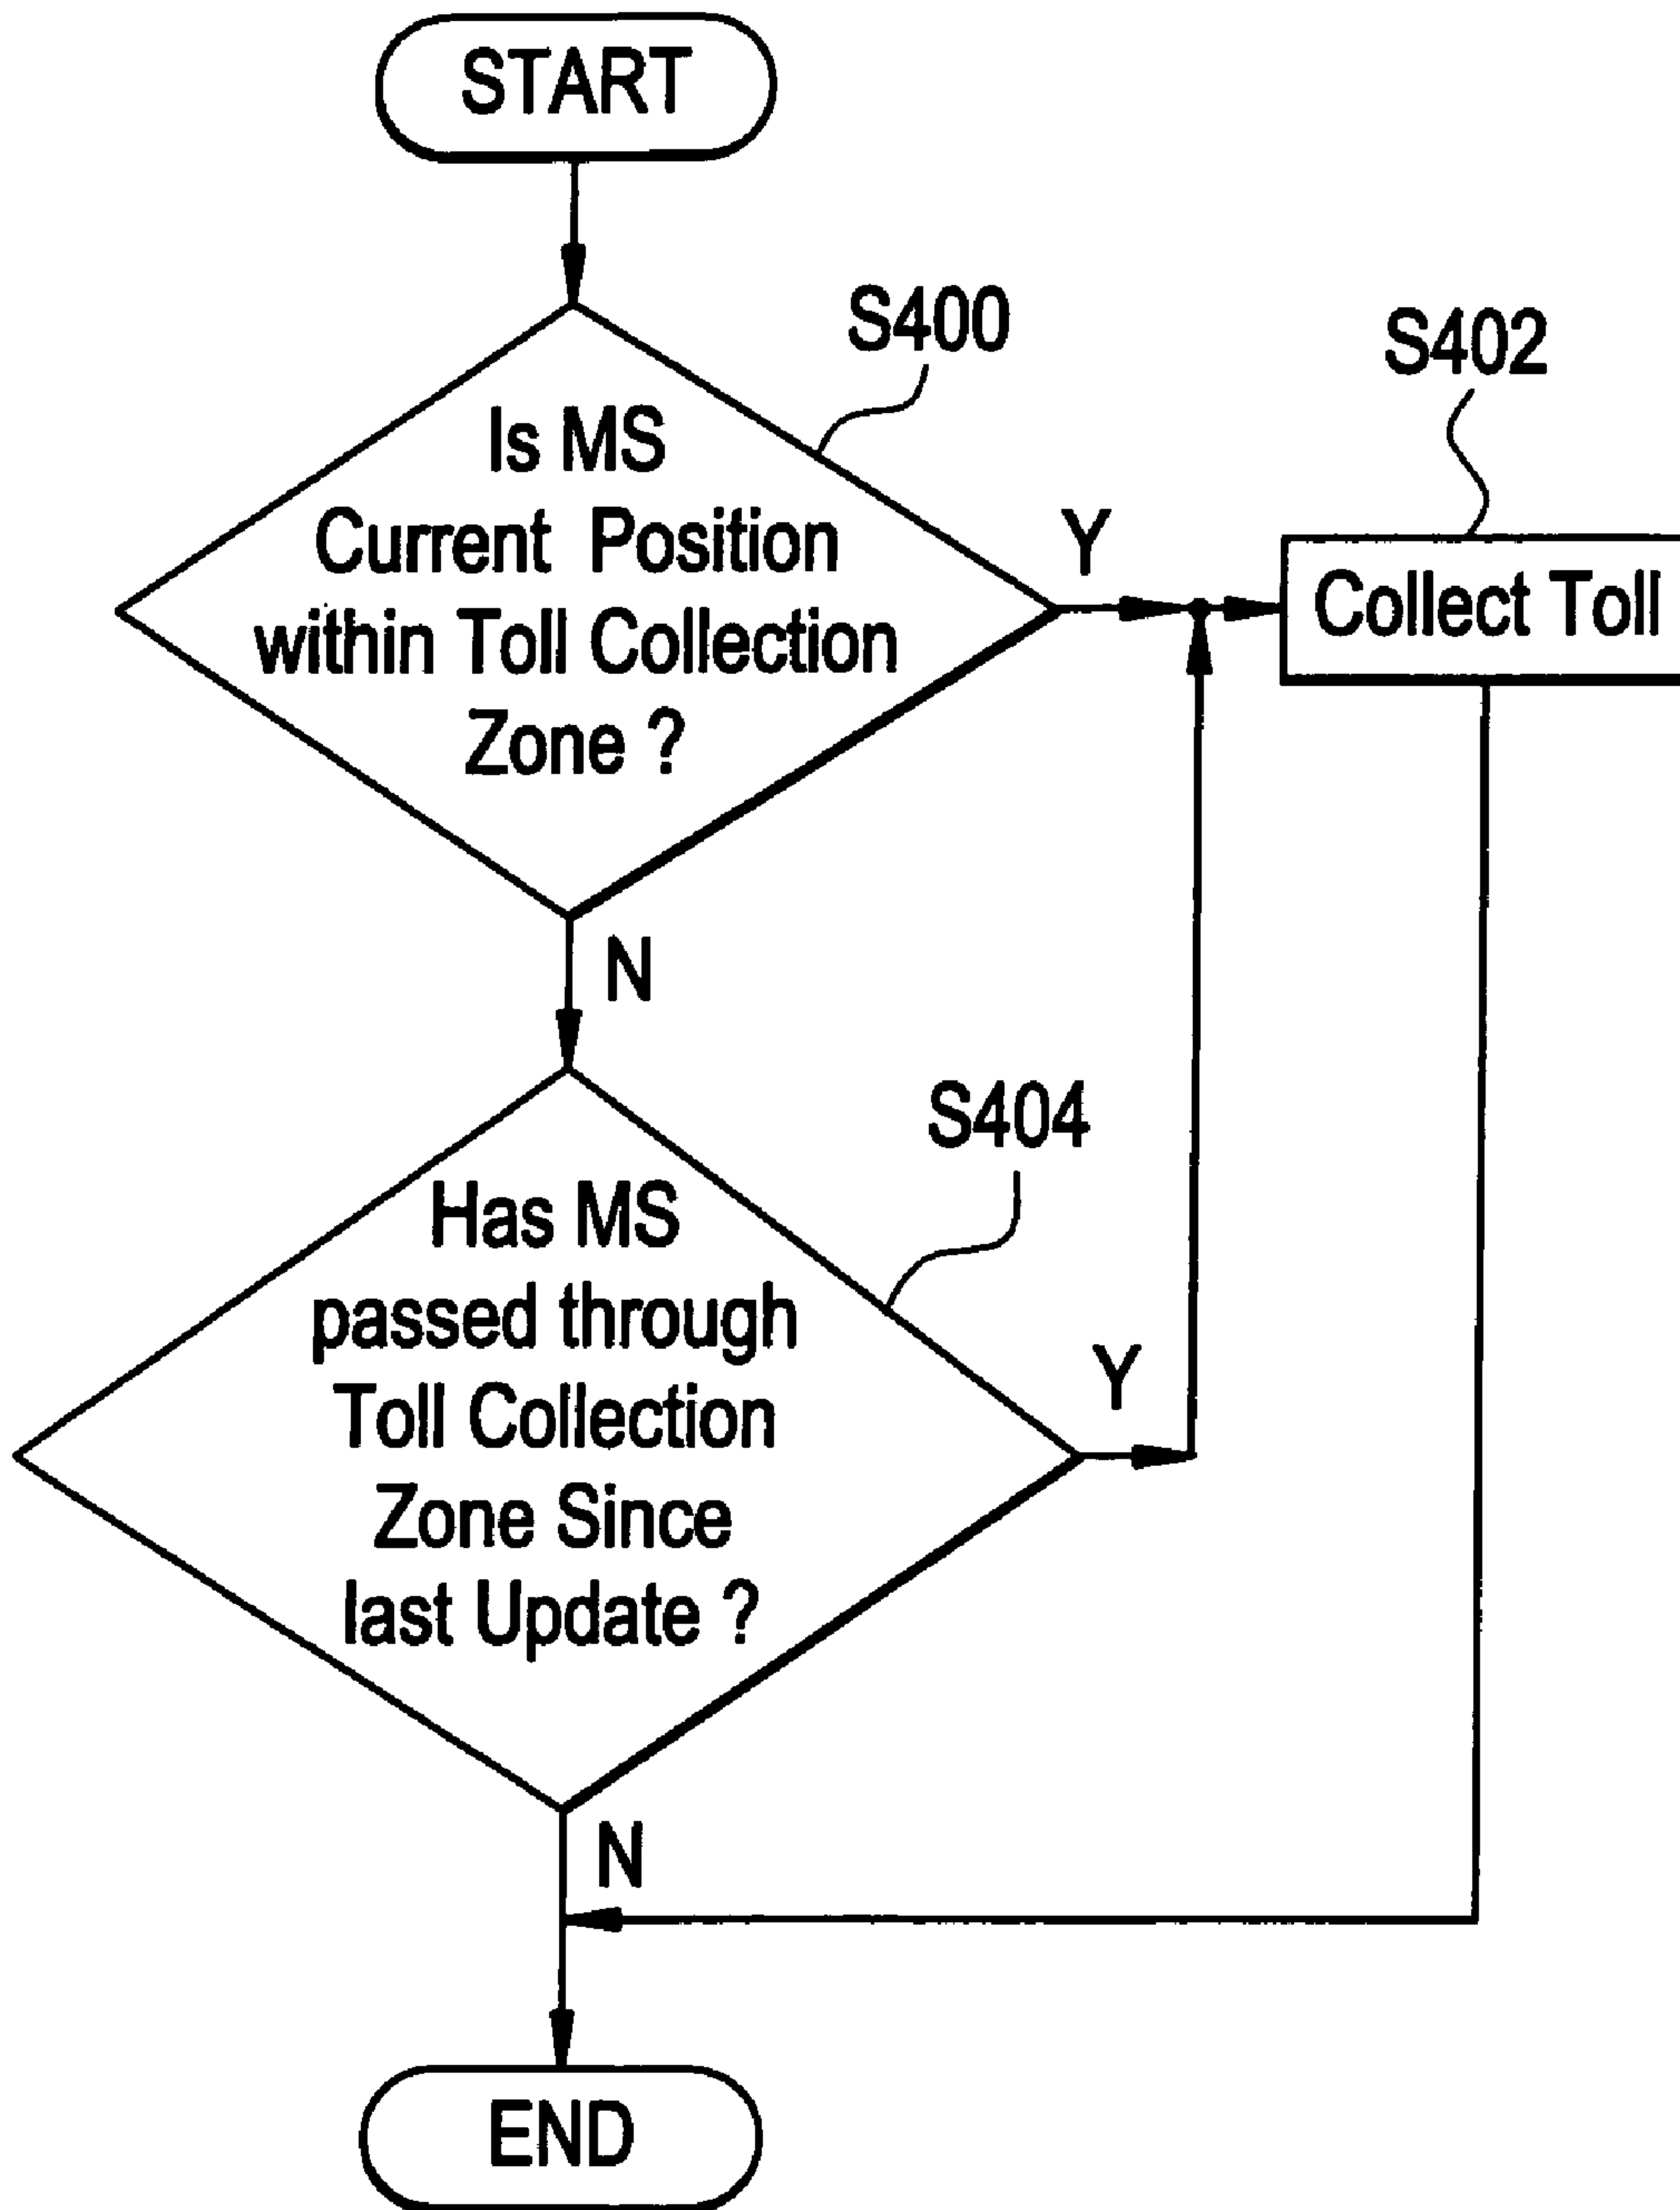 START
S400
S402
Is MS
Current Position
within Toll Collection
Zone ?
Y
Collect Toll
N
S404
Has MS
passed through
Toll Collection
Zone Since
last Update ?
Y
N
END